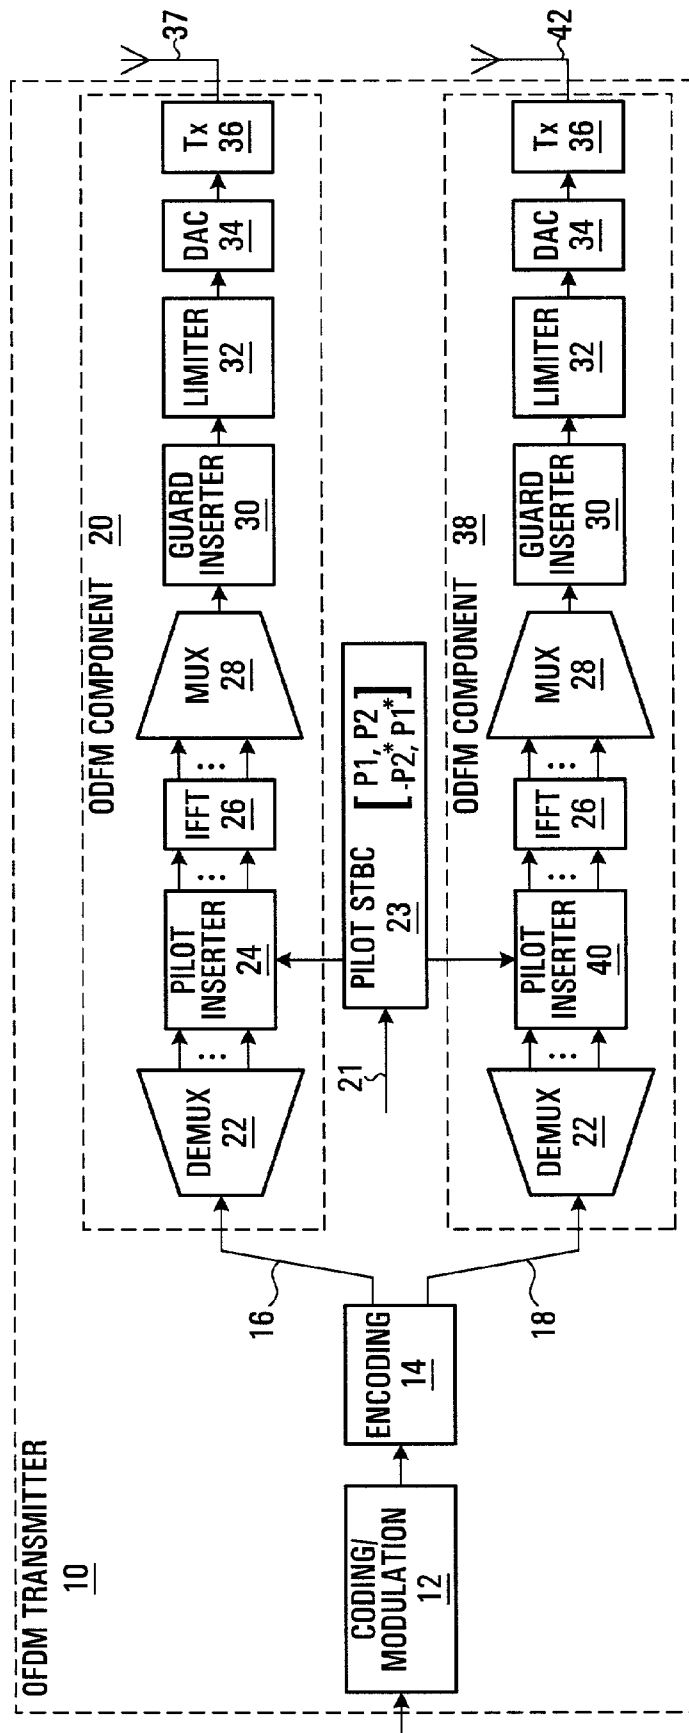 OFDM TRANSMITTER
10
CODING/
MODULATION
12
ENCODING
14
16
18
ODFM COMPONENT 20
DEMUX
22
PILOT
INSERTER
24
IFFT
26
MUX
28
GUARD
INSERTER
30
LIMITER
32
DAC
34
Tx
36
37
21
PILOT STBC
23
[ P1, P2
-P2*, P1* ]
ODFM COMPONENT 38
DEMUX
22
PILOT
INSERTER
40
IFFT
26
MUX
28
GUARD
INSERTER
30
LIMITER
32
DAC
34
Tx
36
42